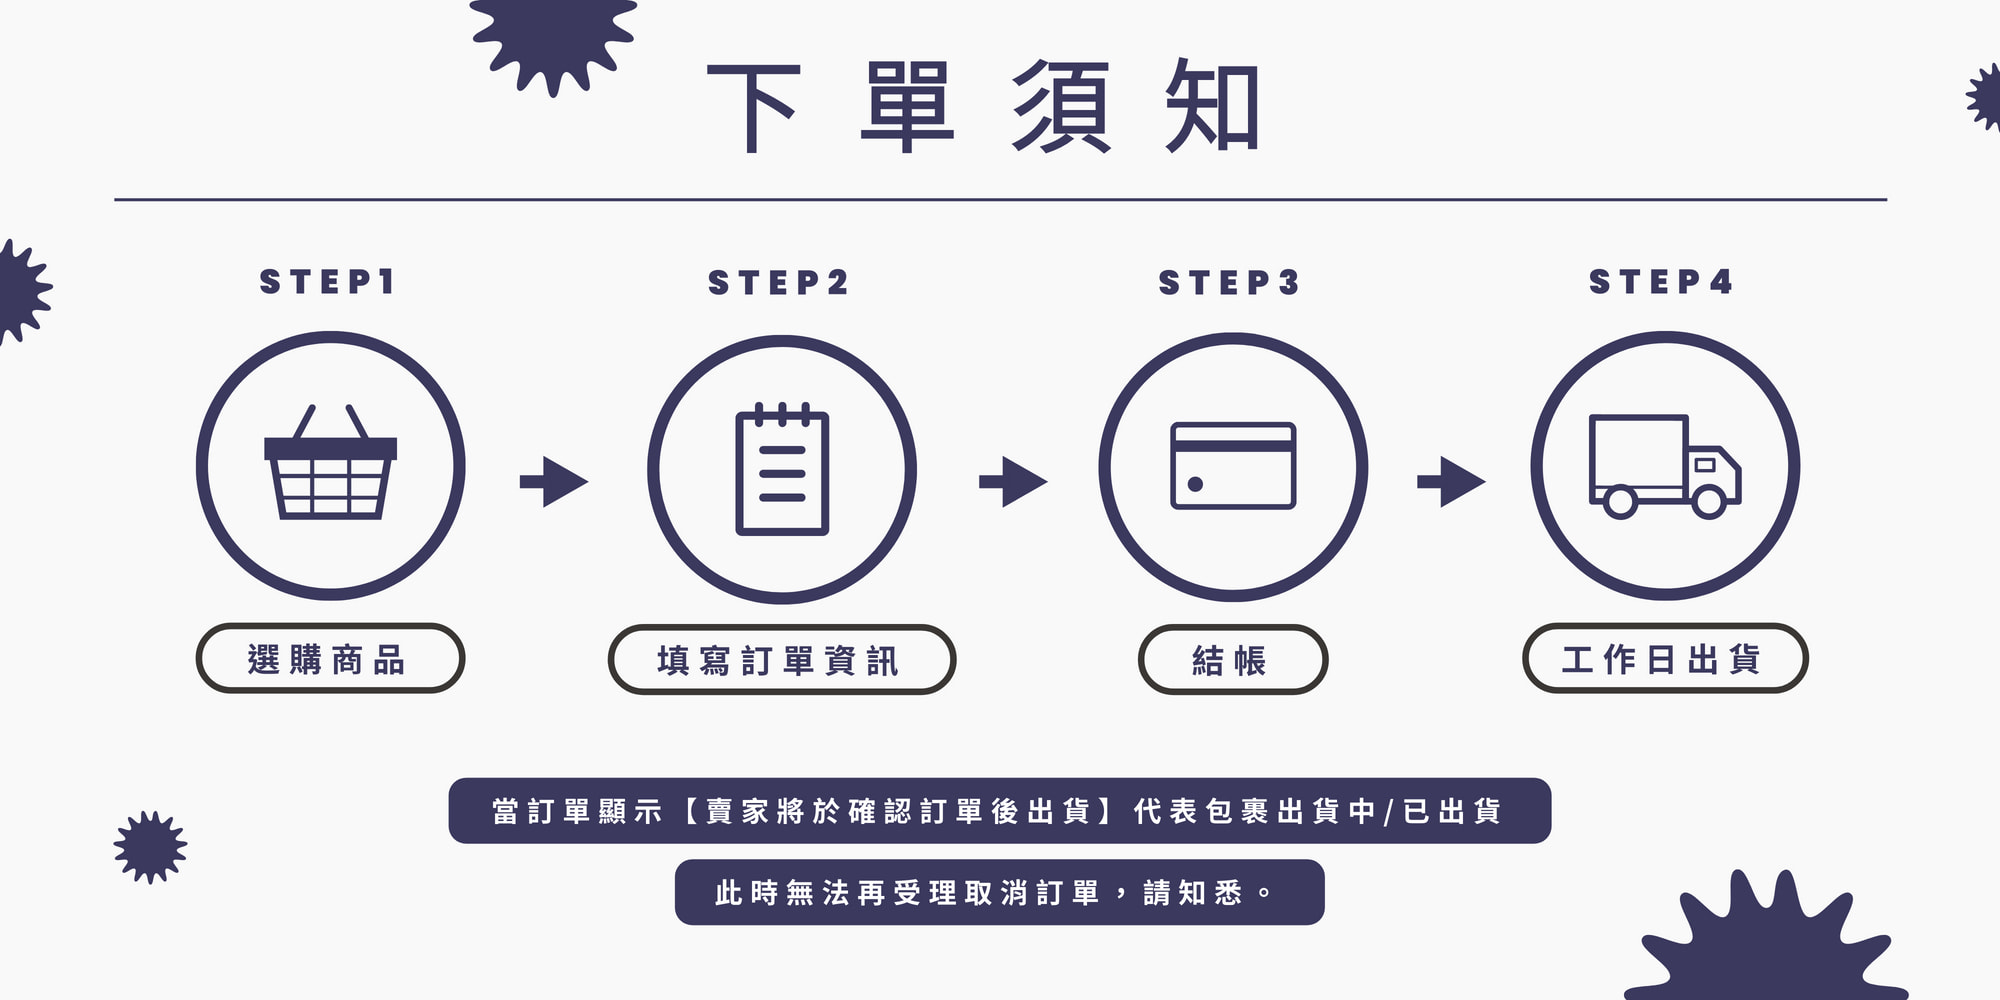 下單須知
STEP1
STEP2
STEP3
STEP4
選購商品
填寫訂單資訊
結帳
工作日出貨
當訂單顯示【賣家將於確認訂單後出貨】代表包裹出貨中/已出貨
此時無法再受理取消訂單，請知悉。